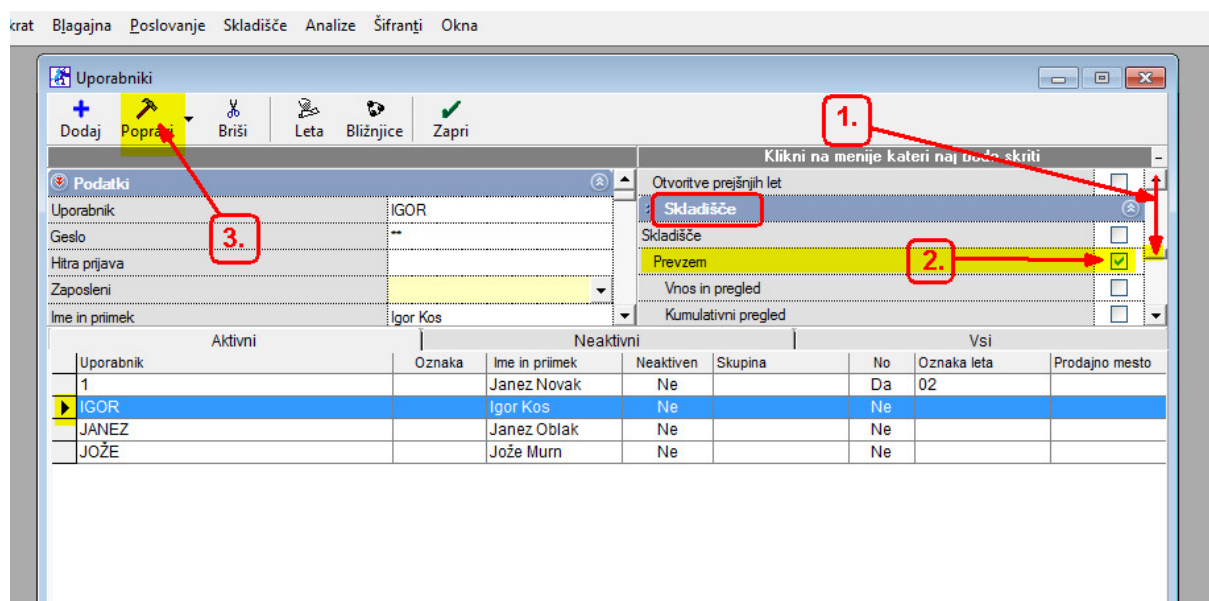 krat Blagajna Poslovanje Skladišče Analize Šifranti Okna
Uporabniki
Dodaj Popravi Briši Leta Bližnjice Zapri
1.
Klikni na menije kateri naj bodo skriti
Podatki
Uporabnik IGOR
Geslo **
3.
Hitra prijava
Zaposleni
Ime in priimek Igor Kos
Otvoritve prejšnjih let
Skladišče
Skladišče
Prevzem
2.
Vnos in pregled
Kumulativni pregled
Aktivni Neaktivni Vsi
Uporabnik Oznaka Ime in priimek Neaktiven Skupina No Oznaka leta Prodajno mesto
1 Janez Novak Ne Da 02
IGOR Igor Kos Ne Ne
JANEZ Janez Oblak Ne Ne
JOŽE Jože Murn Ne Ne